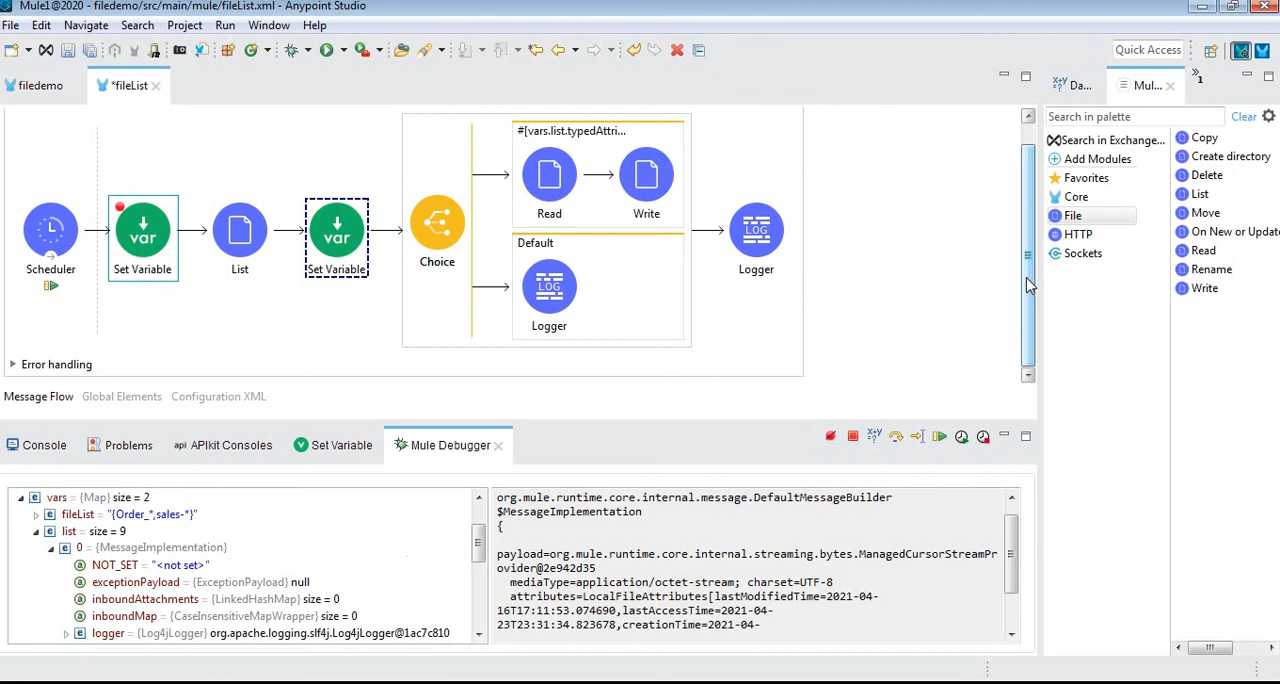 Mule1@2020 - filedemo/src/main/mule/fileList.xml - Anypoint Studio
File Edit Navigate Search Project Run Window Help
Quick Access
filedemo
*fileList
Da...
Mul...
1
Search in palette
Clear
Search in Exchange...
Add Modules
Favorites
Core
File
HTTP
Sockets
Copy
Create directory
Delete
List
Move
On New or Update
Read
Rename
Write
#[vars.list.typedAttri...
Read
Write
Default
LOG
Logger
Scheduler
var
Set Variable
List
var
Set Variable
Choice
LOG
Logger
Error handling
Message Flow Global Elements Configuration XML
Console
Problems
api APIkit Consoles
Set Variable
Mule Debugger
vars = {Map} size = 2
fileList = "{Order_*,sales-*}"
list = size = 9
0 = {MessageImplementation}
NOT_SET = "<not set>"
exceptionPayload = {ExceptionPayload} null
inboundAttachments = {LinkedHashMap} size = 0
inboundMap = {CaseInsensitiveMapWrapper} size = 0
logger = {Log4jLogger} org.apache.logging.slf4j.Log4jLogger@1ac7c810
org.mule.runtime.core.internal.message.DefaultMessageBuilder
$MessageImplementation
{
payload=org.mule.runtime.core.internal.streaming.bytes.ManagedCursorStreamPr
ovider@2e942d35
mediaType=application/octet-stream; charset=UTF-8
attributes=LocalFileAttributes[lastModifiedTime=2021-04-
16T17:11:53.074690,lastAccessTime=2021-04-
23T23:31:34.823678,creationTime=2021-04-